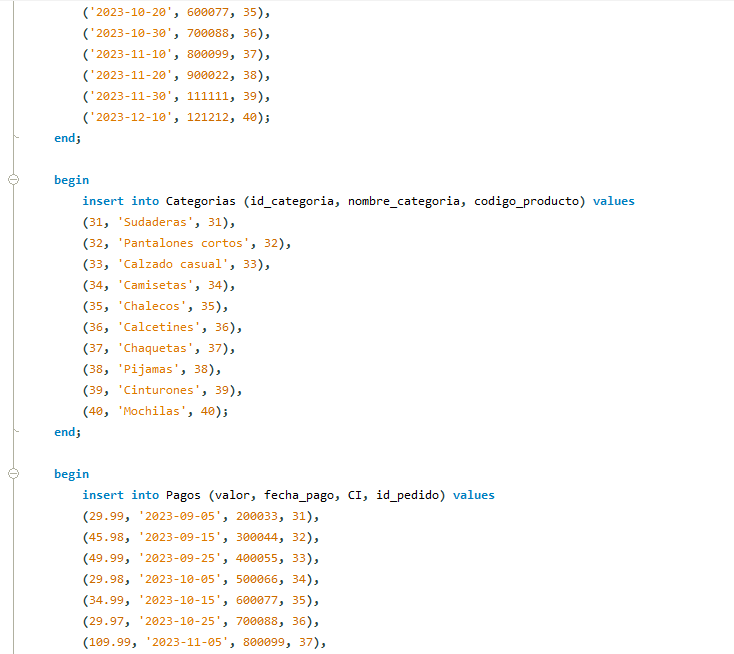 ('2023-10-20', 600077, 35),
('2023-10-30', 700088, 36),
('2023-11-10', 800099, 37),
('2023-11-20', 900022, 38),
('2023-11-30', 111111, 39),
('2023-12-10', 121212, 40);
end;
begin
insert into Categorias (id_categoria, nombre_categoria, codigo_producto) values
(31, 'Sudaderas', 31),
(32, 'Pantalones cortos', 32),
(33, 'Calzado casual', 33),
(34, 'Camisetas', 34),
(35, 'Chalecos', 35),
(36, 'Calcetines', 36),
(37, 'Chaquetas', 37),
(38, 'Pijamas', 38),
(39, 'Cinturones', 39),
(40, 'Mochilas', 40);
end;
begin
insert into Pagos (valor, fecha_pago, CI, id_pedido) values
(29.99, '2023-09-05', 200033, 31),
(45.98, '2023-09-15', 300044, 32),
(49.99, '2023-09-25', 400055, 33),
(29.98, '2023-10-05', 500066, 34),
(34.99, '2023-10-15', 600077, 35),
(29.97, '2023-10-25', 700088, 36),
(109.99, '2023-11-05', 800099, 37),